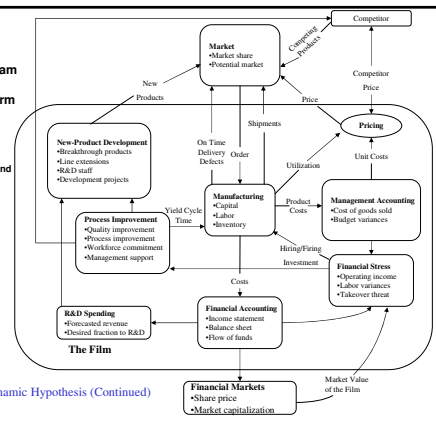 Competitor
Market
•Market share
•Potential market
Competing
Products
am
New
Products
Competitor
Price
rm
Price
Shipments
Pricing
New-Product Development
•Breakthrough products
•Line extensions
•R&D staff
•Development projects
On Time
Delivery
Defects
Order
Utilization
Unit Costs
nd
Manufacturing
•Capital
•Labor
•Inventory
Product
Costs
Management Accounting
•Cost of goods sold
•Budget variances
Process Improvement
•Quality improvement
•Process improvement
•Workforce commitment
•Management support
Yield Cycle
Time
Hiring/Firing
Investment
Financial Stress
•Operating income
•Labor variances
•Takeover threat
Costs
R&D Spending
•Forecasted revenue
•Desired fraction to R&D
Financial Accounting
•Income statement
•Balance sheet
•Flow of funds
The Film
Market Value
of the Film
namic Hypothesis (Continued)
Financial Markets
•Share price
•Market capitalization